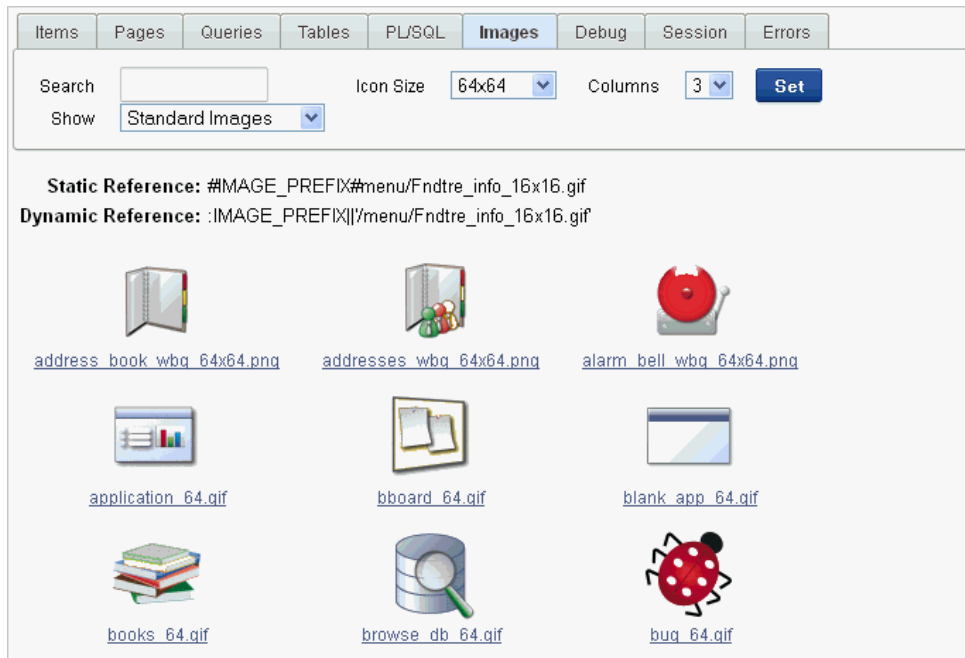 Items Pages Queries Tables PL/SQL Images Debug Session Errors
Search Icon Size 64x64 Columns 3 Set
Show Standard Images
Static Reference: #IMAGE_PREFIX#menu/Fndtre_info_16x16.gif
Dynamic Reference: :IMAGE_PREFIX||'/menu/Fndtre_info_16x16.gif'
address_book_wbg_64x64.png addresses_wbg_64x64.png alarm_bell_wbg_64x64.png
application_64.gif bboard_64.gif blank_app_64.gif
books_64.gif browse_db_64.gif bug_64.gif